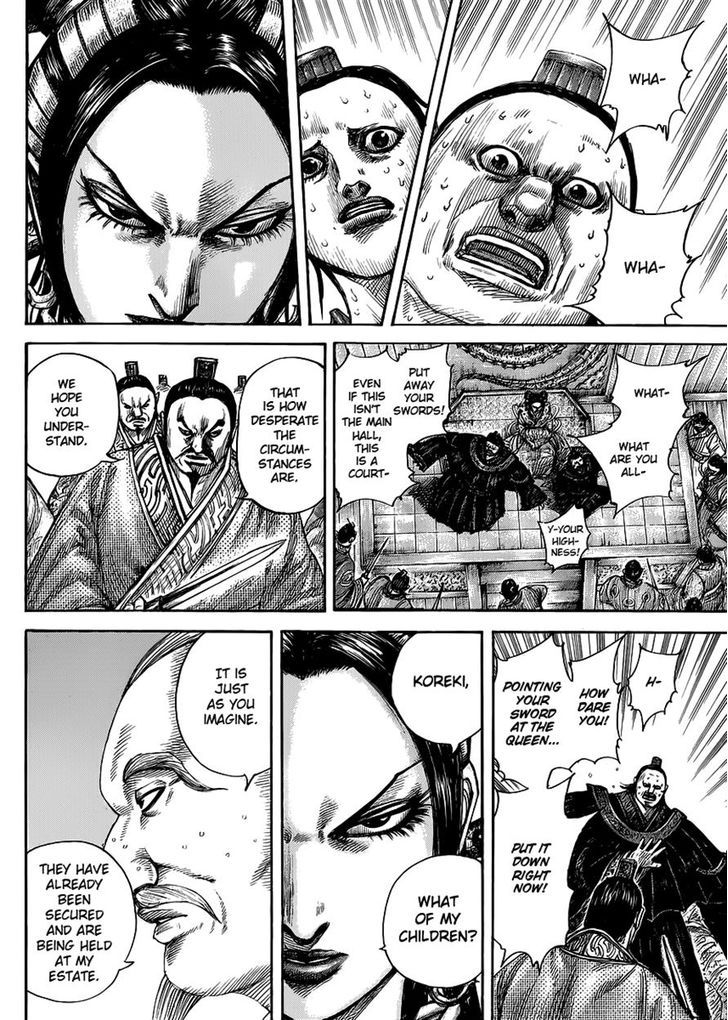 WHA-
WHA-
WHAT-
WHAT
ARE YOU
ALL-
PUT
AWAY
YOUR
SWORDS!
EVEN
IF THIS
ISN'T
THE MAIN
HALL,
THIS IS
A COURT-
Y-YOUR
HIGH-
NESS!
THAT
IS HOW
DESPERATE
THE
CIRCUM-
STANCES
ARE.
WE
HOPE
YOU
UNDER-
STAND.
H-
HOW
DARE
YOU!
POINTING
YOUR
SWORD
AT THE
QUEEN...
PUT IT
DOWN
RIGHT
NOW!
KOREKI,
WHAT
OF MY
CHILDREN?
IT IS
JUST
AS YOU
IMAGINE.
THEY HAVE
ALREADY
BEEN
SECURED
AND ARE
BEING HELD
AT MY
ESTATE.